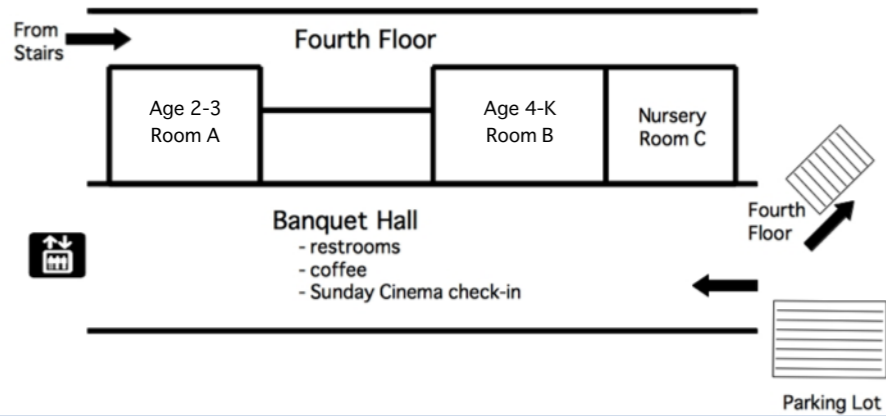 From
Stairs
Fourth Floor
Age 2-3
Room A
Age 4-K
Room B
Nursery
Room C
Fourth
Floor
Banquet Hall
- restrooms
- coffee
- Sunday Cinema check-in
Parking Lot